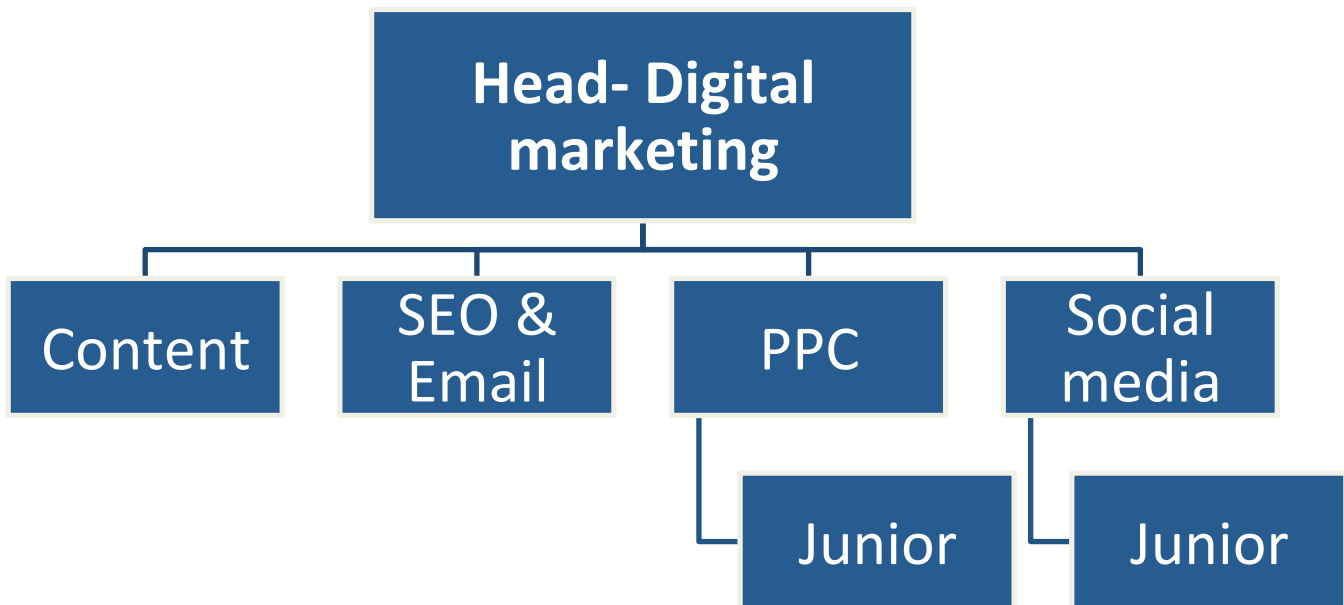 Head- Digital
marketing
Content
SEO &
Email
PPC
Social
media
Junior
Junior